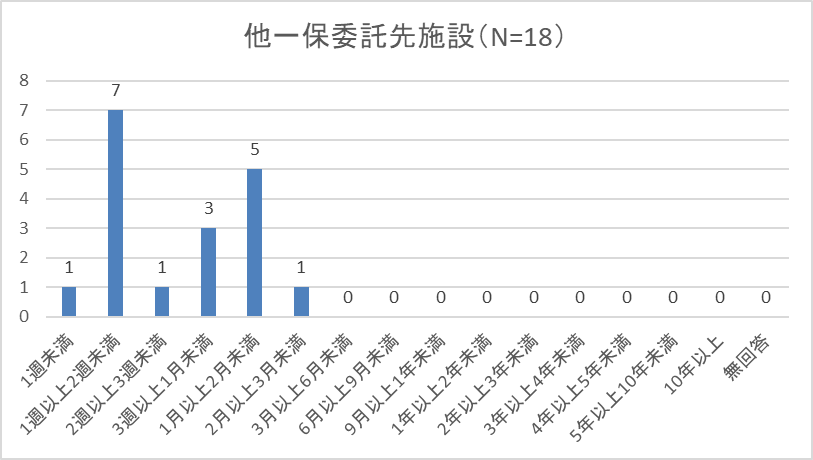 他一保委託先施設（N=18）
8
7
6
5
4
3
2
1
0
1
7
1
3
5
1
0
0
0
0
0
0
0
0
0
0
1週未満
1週以上2週未満
2週以上3週未満
3週以上1月未満
1月以上2月未満
2月以上3月未満
3月以上6月未満
6月以上9月未満
9月以上1年未満
1年以上2年未満
2年以上3年未満
3年以上4年未満
4年以上5年未満
5年以上10年未満
10年以上
無回答